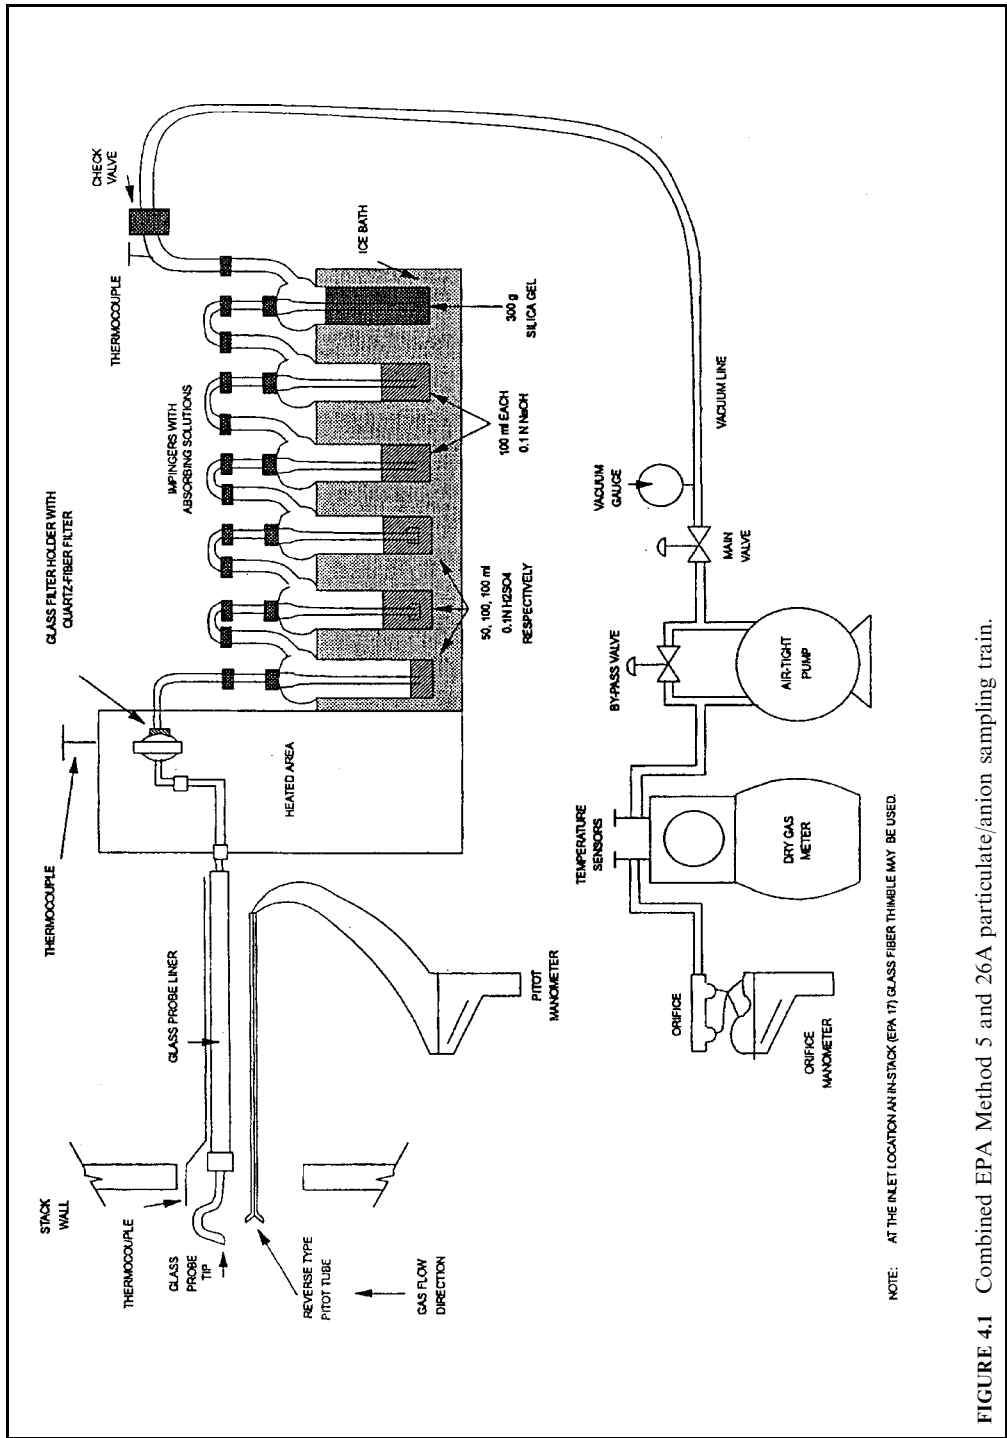 STACK
WALL
THERMOCOUPLE
GLASS
PROBE
TIP
REVERSE TYPE
PITOT TUBE
GAS FLOW
DIRECTION
GLASS PROBE LINER
PITOT
MANOMETER
THERMOCOUPLE
HEATED AREA
GLASS FILTER HOLDER WITH
QUARTZ-FIBER FILTER
IMPINGERS WITH
ABSORBING SOLUTIONS
THERMOCOUPLE
CHECK
VALVE
ICE BATH
50, 100, 100 ml
0.1N H2SO4
RESPECTIVELY
100 ml EACH
0.1 N NaOH
300 g
SILICA GEL
VACUUM LINE
VACUUM
GAUGE
MAIN
VALVE
BY-PASS VALVE
AIR-TIGHT
PUMP
TEMPERATURE
SENSORS
DRY GAS
METER
ORIFICE
ORIFICE
MANOMETER
NOTE: AT THE INLET LOCATION AN IN-STACK (EPA 17) GLASS FIBER THIMBLE MAY BE USED.
FIGURE 4.1 Combined EPA Method 5 and 26A particulate/anion sampling train.